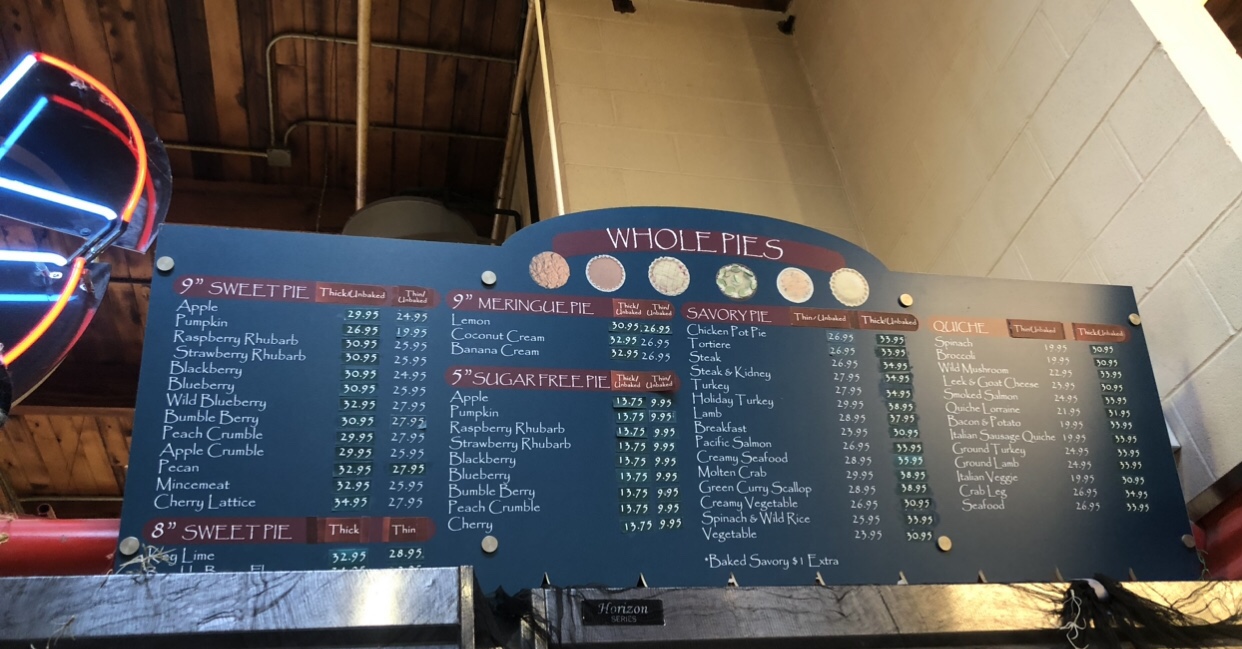 WHOLE PIES
9" SWEET PIE Thick/Unbaked Thin/Unbaked
Apple 29.95 24.95
Pumpkin 26.95 19.95
Raspberry Rhubarb 30.95 25.95
Strawberry Rhubarb 30.95 25.95
Blackberry 30.95 24.95
Blueberry 30.95 25.95
Wild Blueberry 32.95 27.95
Bumble Berry 30.95 27.95
Peach Crumble 29.95 27.95
Apple Crumble 29.95 25.95
Pecan 32.95 27.95
Mincemeat 32.95 25.95
Cherry Lattice 34.95 27.95
8" SWEET PIE Thick Thin
Key Lime 32.95 28.95
9" MERINGUE PIE Thick/Unbaked Thin/Unbaked
Lemon 30.95 26.95
Coconut Cream 32.95 26.95
Banana Cream 32.95 26.95
5" SUGAR FREE PIE Thick/Unbaked Thin/Unbaked
Apple 13.75 9.95
Pumpkin 13.75 9.95
Raspberry Rhubarb 13.75 9.95
Strawberry Rhubarb 13.75 9.95
Blackberry 13.75 9.95
Blueberry 13.75 9.95
Bumble Berry 13.75 9.95
Peach Crumble 13.75 9.95
Cherry 13.75 9.95
SAVORY PIE Thin/Unbaked Thick/Unbaked
Chicken Pot Pie 26.95 33.95
Tortiere 26.95 33.95
Steak 26.95 34.95
Steak & Kidney 27.95 34.95
Turkey 27.95 34.95
Holiday Turkey 29.95 38.95
Lamb 28.95 37.95
Breakfast 23.95 30.95
Pacific Salmon 26.95 33.95
Creamy Seafood 28.95 35.95
Molten Crab 29.95 38.95
Green Curry Scallop 28.95 38.95
Creamy Vegetable 26.95 30.95
Spinach & Wild Rice 25.95 33.95
Vegetable 23.95 30.95
*Baked Savory $1 Extra
QUICHE Thin/Unbaked Thick/Unbaked
Spinach 19.95 30.95
Broccoli 19.95 30.95
Wild Mushroom 22.95 33.95
Leek & Goat Cheese 23.95 30.95
Smoked Salmon 24.95 33.95
Quiche Lorraine 21.95 31.95
Bacon & Potato 19.95 33.95
Italian Sausage Quiche 19.95 33.95
Ground Turkey 24.95 33.95
Ground Lamb 24.95 33.95
Italian Veggie 19.95 30.95
Crab Leg 26.95 34.95
Seafood 26.95 33.95
Horizon
SERIES